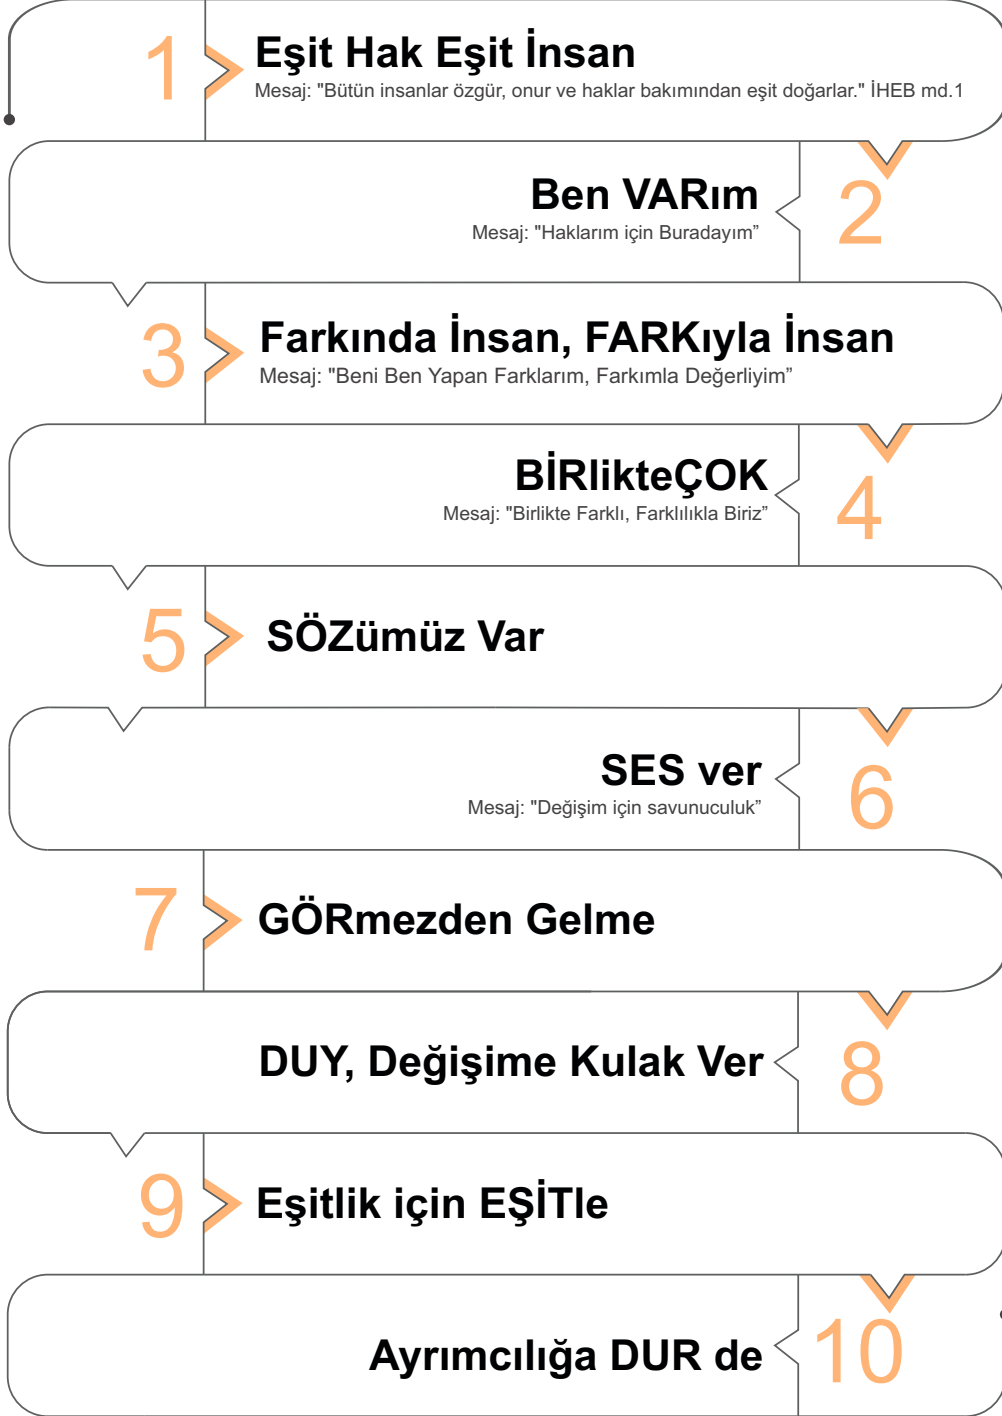 1
Eşit Hak Eşit İnsan
Mesaj: "Bütün insanlar özgür, onur ve haklar bakımından eşit doğarlar." İHEB md.1
Ben VARım
Mesaj: "Haklarım için Buradayım”
2
3
Farkında İnsan, FARKıyla İnsan
Mesaj: "Beni Ben Yapan Farklarım, Farkımla Değerliyim”
BİRlikteÇOK
Mesaj: "Birlikte Farklı, Farklılıkla Biriz”
4
5
SÖZümüz Var
SES ver
Mesaj: "Değişim için savunuculuk”
6
7
GÖRmezden Gelme
DUY, Değişime Kulak Ver
8
9
Eşitlik için EŞİTle
Ayrımcılığa DUR de
10